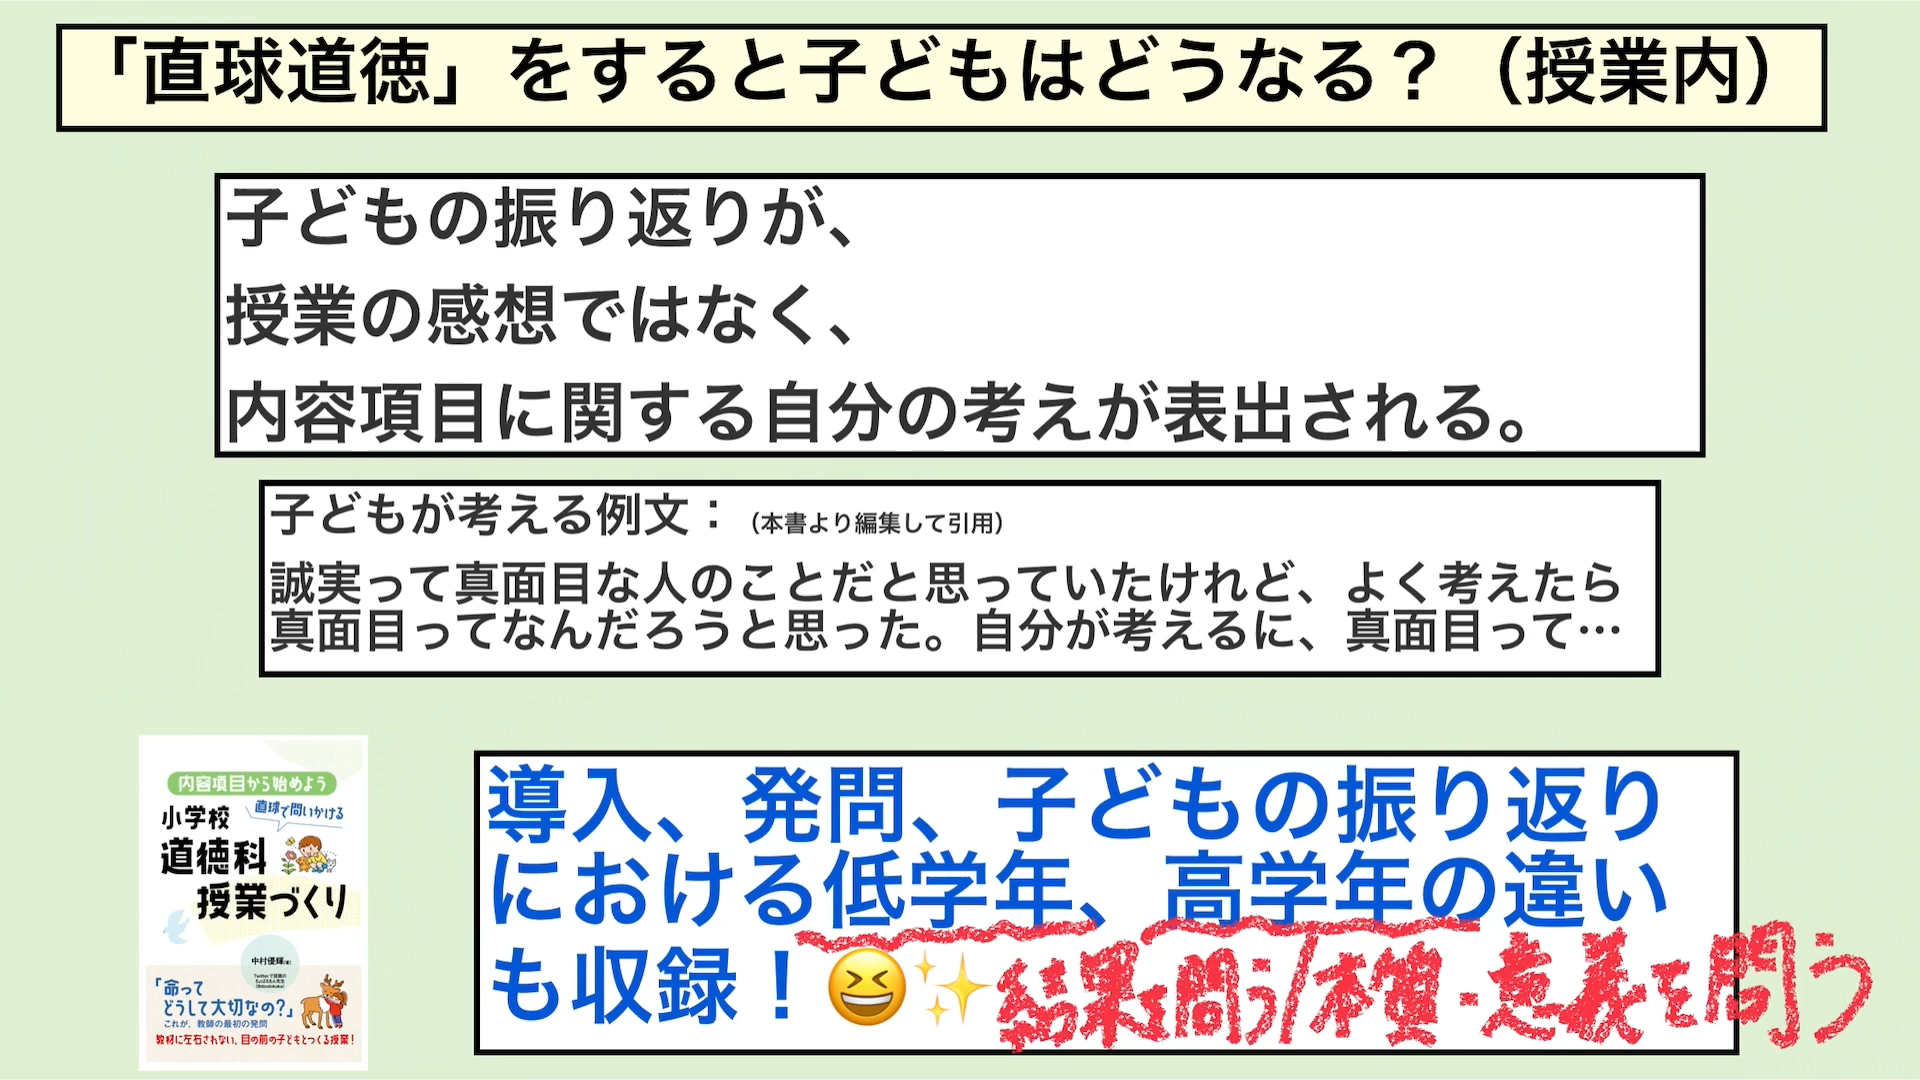 「直球道徳」をすると子どもはどうなる？（授業内）
子どもの振り返りが、
授業の感想ではなく、
内容項目に関する自分の考えが表出される。
子どもが考える例文：（本書より編集して引用）
誠実って真面目な人のことだと思っていたけれど、よく考えたら
真面目ってなんだろうと思った。自分が考えるに、真面目って…
内容項目から始めよう
直球で問いかける
小学校
道徳科
授業づくり
中村優輝
「命って
どうして大切なの？」
これが、教師の最初の発問
教材に左右されない、目の前の子どもとつくる授業！
導入、発問、子どもの振り返り
における低学年、高学年の違い
も収録！😆✨
結果を問う/本質・意義を問う